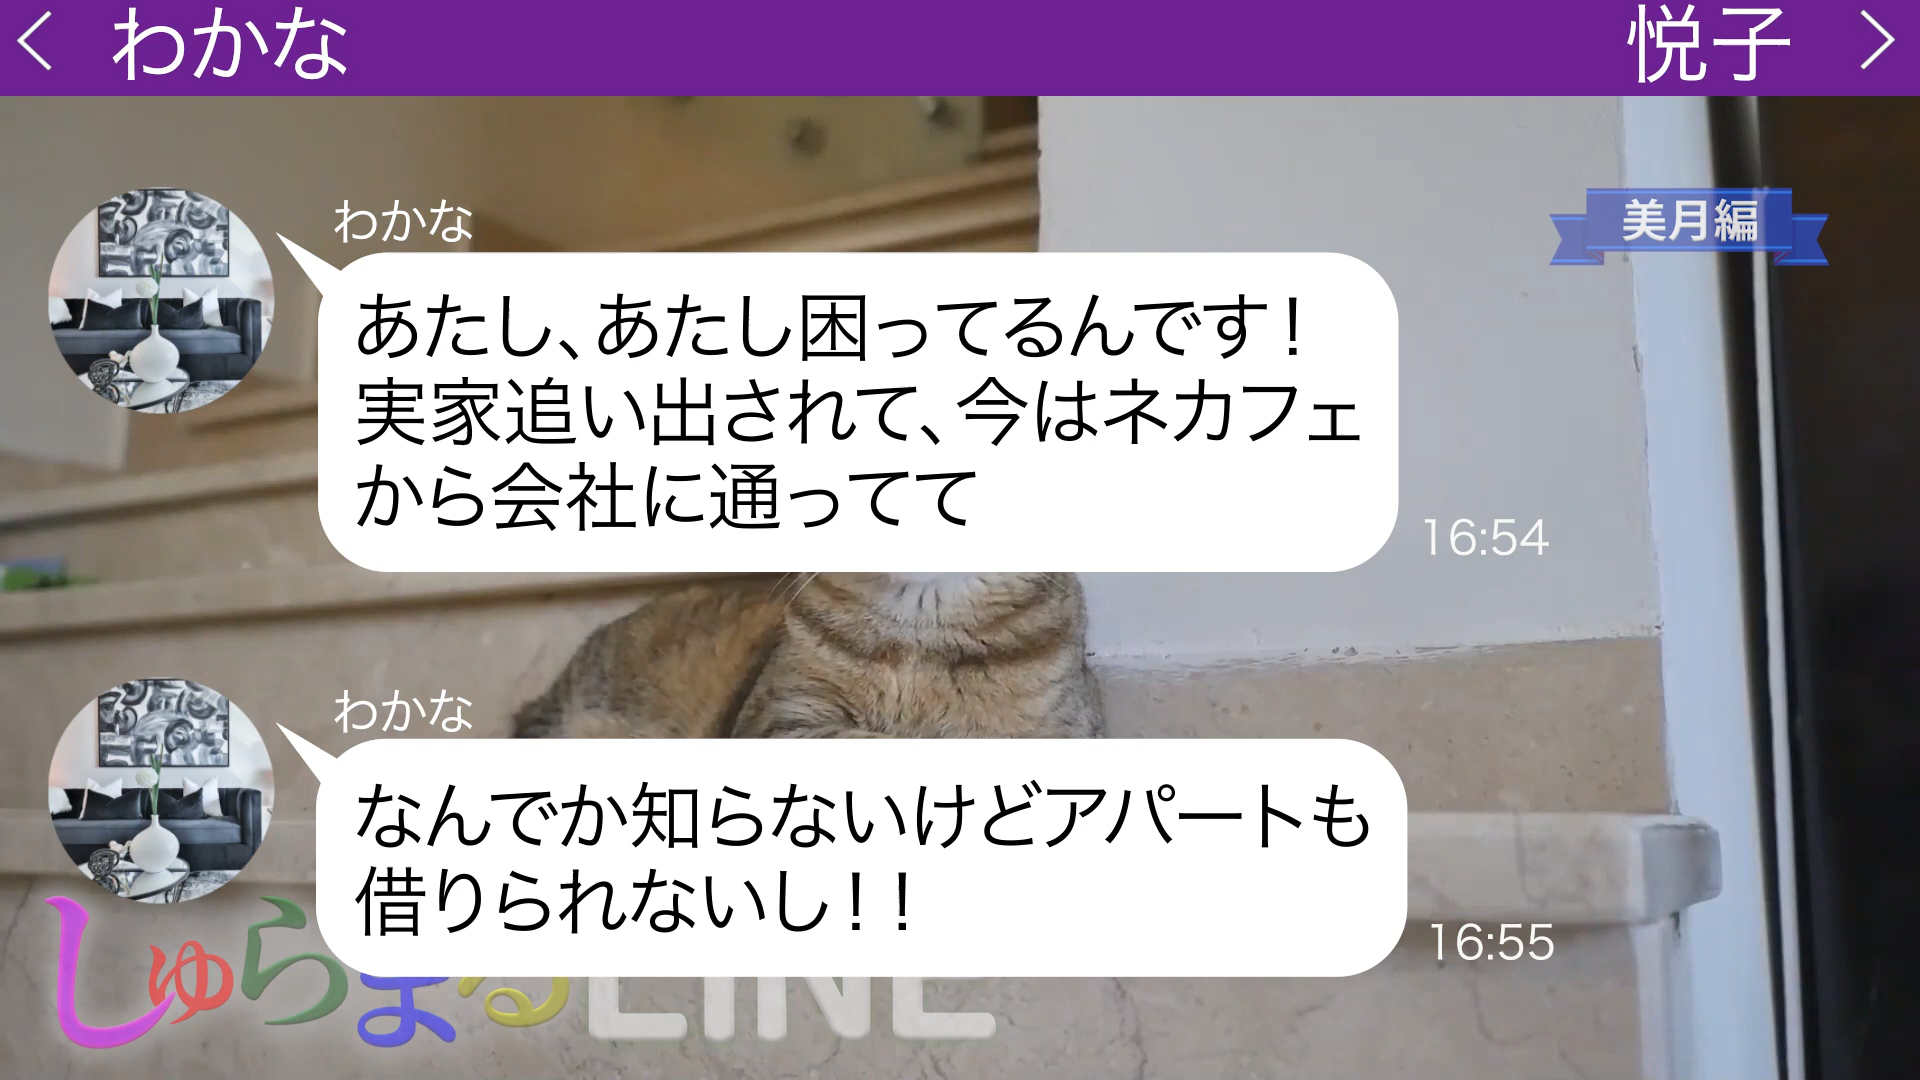 わかな
悦子
美月編
わかな
あたし、あたし困ってるんです！
実家追い出されて、今はネカフェ
から会社に通ってて
16:54
わかな
なんでか知らないけどアパートも
借りられないし！！
16:55
しゅらまるLINE